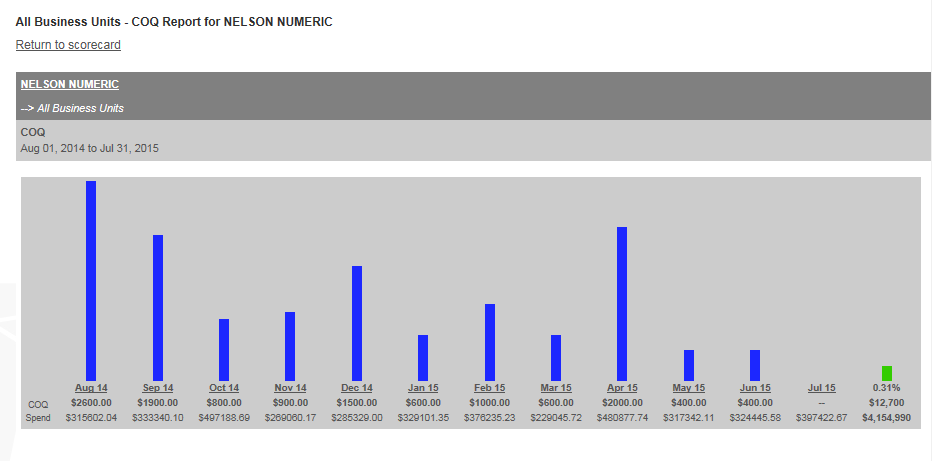 All Business Units - COQ Report for NELSON NUMERIC
Return to scorecard
NELSON NUMERIC
--> All Business Units
COQ
Aug 01, 2014 to Jul 31, 2015
Aug 14 Sep 14 Oct 14 Nov 14 Dec 14 Jan 15 Feb 15 Mar 15 Apr 15 May 15 Jun 15 Jul 15 0.31%
COQ $2600.00 $1900.00 $800.00 $900.00 $1500.00 $600.00 $1000.00 $600.00 $2000.00 $400.00 $400.00 -- $12,700
Spend $315602.04 $333340.10 $497188.69 $269060.17 $285329.00 $329101.35 $376235.23 $229045.72 $480877.74 $317342.11 $324445.58 $397422.67 $4,154,990